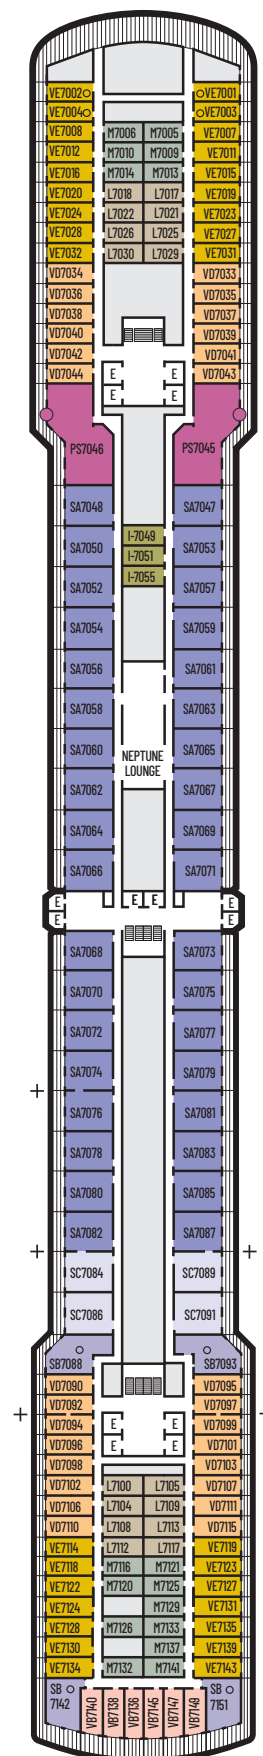 VE7002 VE7001
VE7004 VE7003
VE7008 M7006 M7005 VE7007
VE7012 M7010 M7009 VE7011
VE7016 M7014 M7013 VE7015
VE7020 L7018 L7017 VE7019
VE7024 L7022 L7021 VE7023
VE7028 L7026 L7025 VE7027
VE7032 L7030 L7029 VE7031
VD7034 VD7033
VD7036 VD7035
VD7038 VD7037
VD7040 VD7039
VD7042 VD7041
VD7044 E E VD7043
E E
PS7046 PS7045
SA7048 SA7047
I-7049
SA7050 I-7051 SA7053
SA7052 I-7055 SA7057
SA7054 SA7059
SA7056 SA7061
SA7058 SA7063
SA7060 SA7065
NEPTUNE
LOUNGE
SA7062 SA7067
SA7064 SA7069
SA7066 SA7071
E E E E
E E
SA7068 SA7073
SA7070 SA7075
SA7072 SA7077
SA7074 SA7079
SA7076 SA7081
SA7078 SA7083
SA7080 SA7085
SA7082 SA7087
SC7084 SC7089
SC7086 SC7091
SB7088 SB7093
VD7090 VD7095
VD7092 VD7097
VD7094 E E VD7099
VD7096 E E VD7101
VD7098 VD7103
VD7102 L7100 L7105 VD7107
VD7106 L7104 L7109 VD7111
VD7110 L7108 L7113 VD7115
VE7114 L7112 L7117 VE7119
VE7118 M7116 M7121 VE7123
VE7122 M7120 M7125 VE7127
VE7124 M7129 VE7131
VE7128 M7126 M7133 VE7135
VE7130 M7137 VE7139
VE7134 M7132 M7141 VE7143
SB
7142
VB7140
VB7138
VB7136
VB7145
VB7147
VB7149
SB
7151